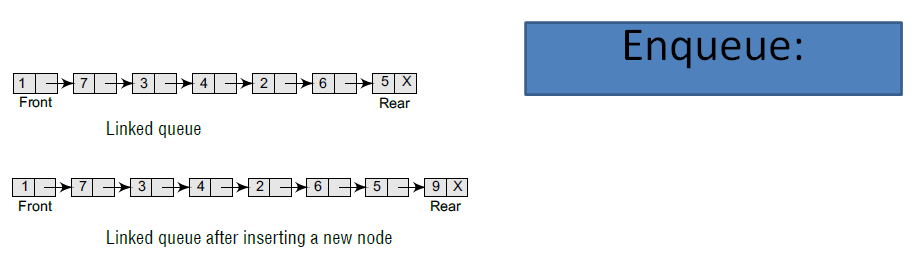 Enqueue:
1 7 3 4 2 6 5 X
Front Rear
Linked queue
1 7 3 4 2 6 5 9 X
Front Rear
Linked queue after inserting a new node